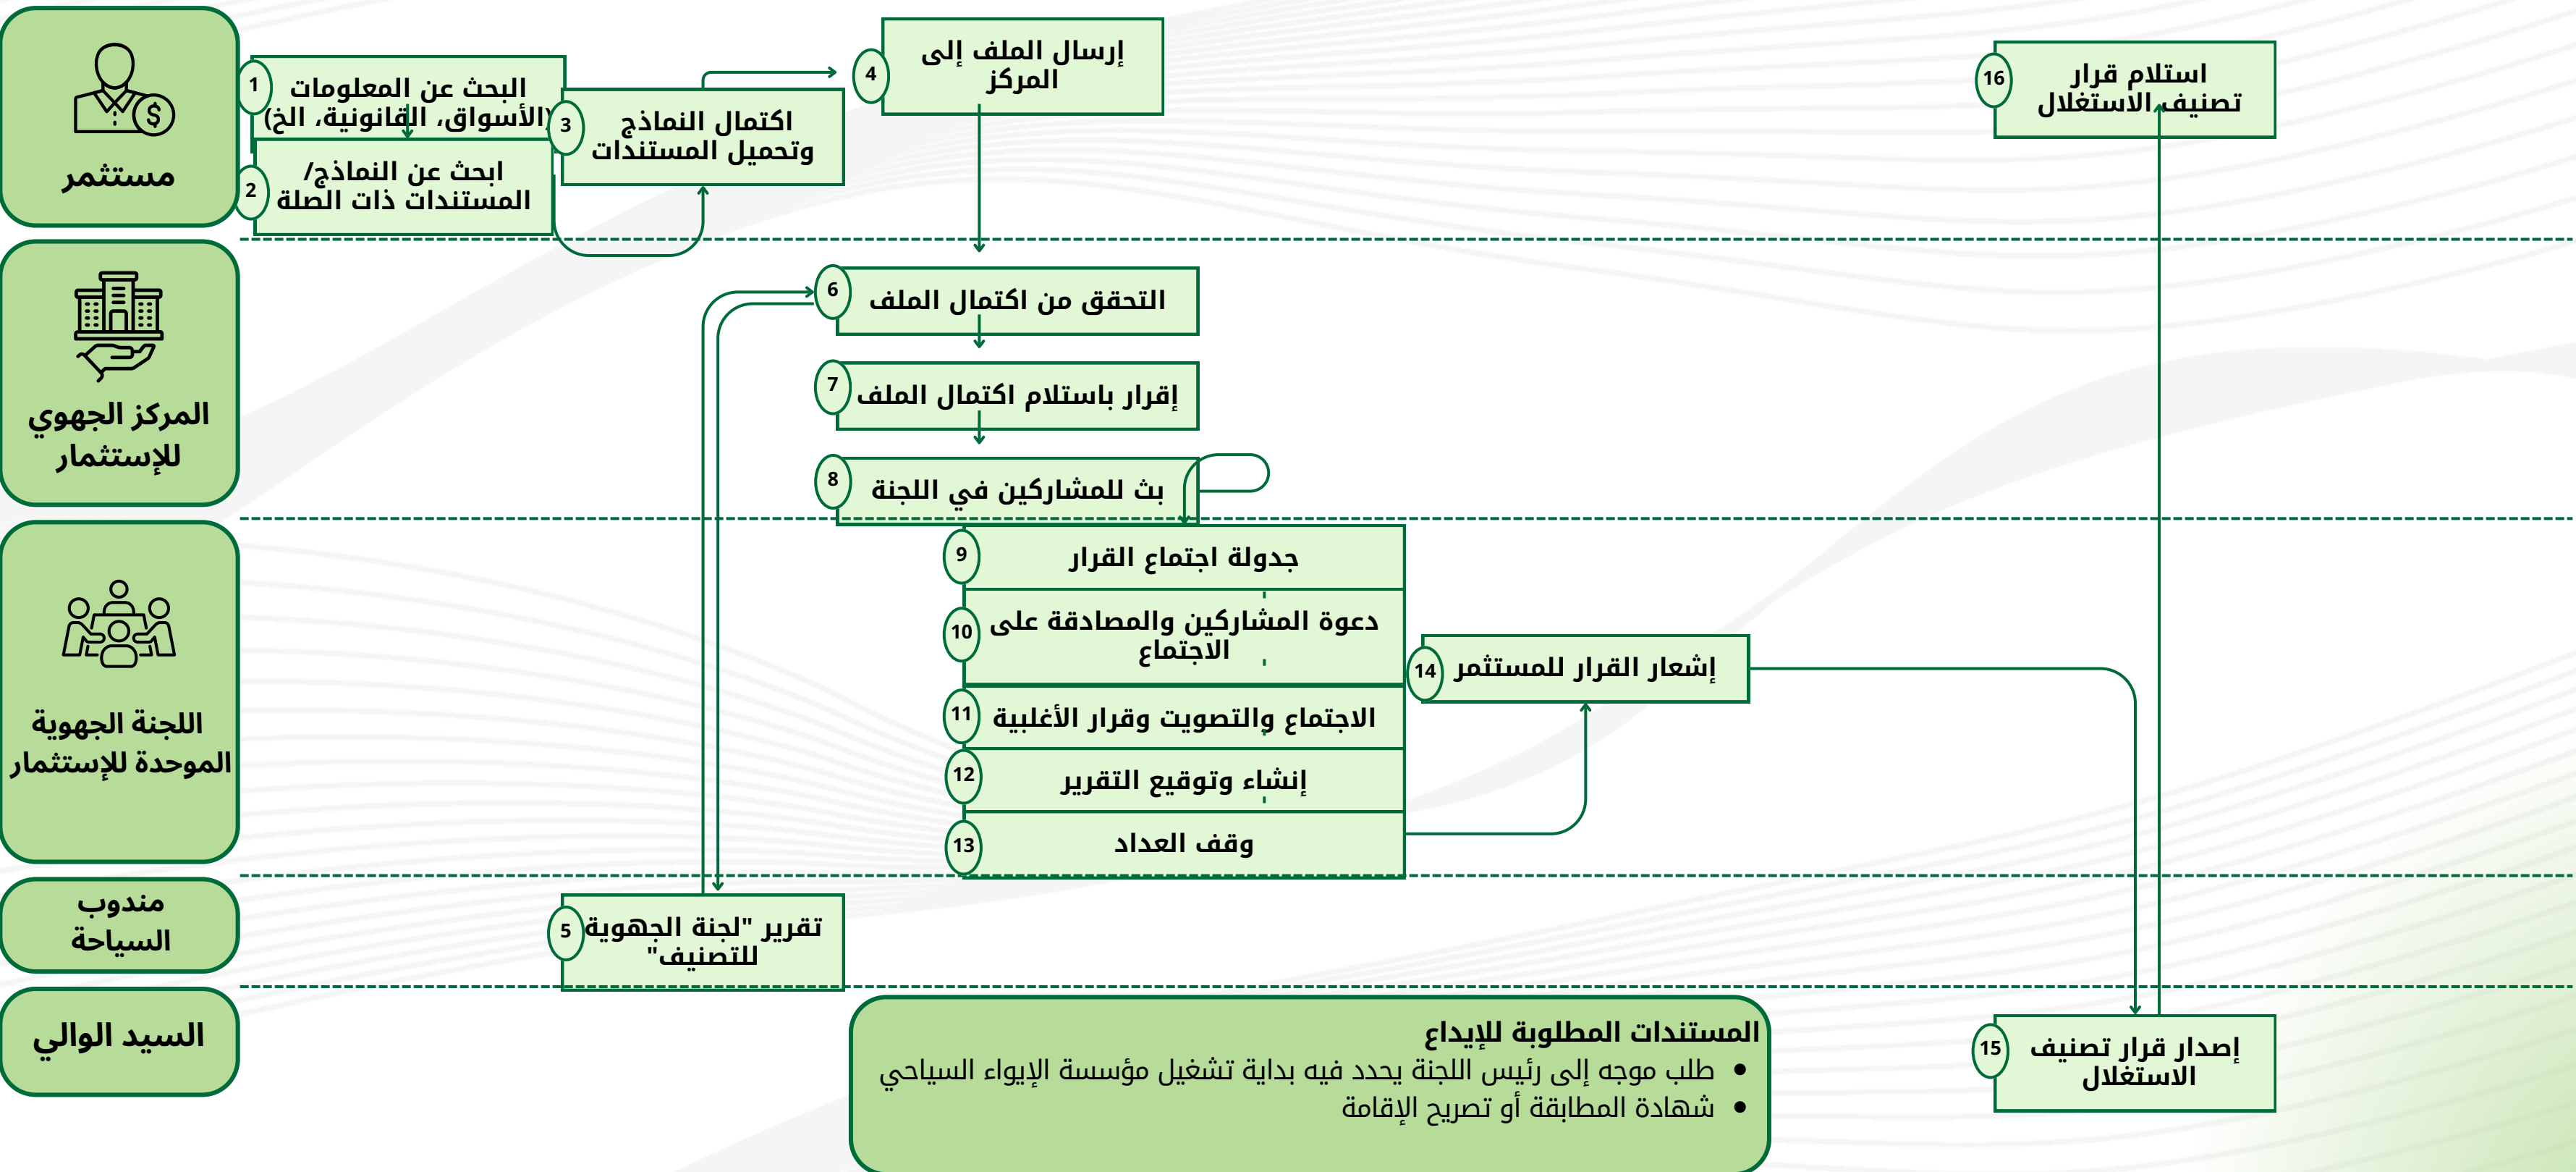 مستثمر
1
البحث عن المعلومات
(الأسواق، القانونية، الخ)
2
ابحث عن النماذج/
المستندات ذات الصلة
3
اكتمال النماذج
وتحميل المستندات
4
إرسال الملف إلى
المركز
16
استلام قرار
تصنيف الاستغلال
المركز الجهوي
للإستثمار
6
التحقق من اكتمال الملف
7
إقرار باستلام اكتمال الملف
8
بث للمشاركين في اللجنة
اللجنة الجهوية
الموحدة للإستثمار
9
جدولة اجتماع القرار
10
دعوة المشاركين والمصادقة على
الاجتماع
11
الاجتماع والتصويت وقرار الأغلبية
12
إنشاء وتوقيع التقرير
13
وقف العداد
14
إشعار القرار للمستثمر
مندوب
السياحة
5
تقرير "لجنة الجهوية
للتصنيف"
السيد الوالي
15
إصدار قرار تصنيف
الاستغلال
المستندات المطلوبة للإيداع
• طلب موجه إلى رئيس اللجنة يحدد فيه بداية تشغيل مؤسسة الإيواء السياحي
• شهادة المطابقة أو تصريح الإقامة